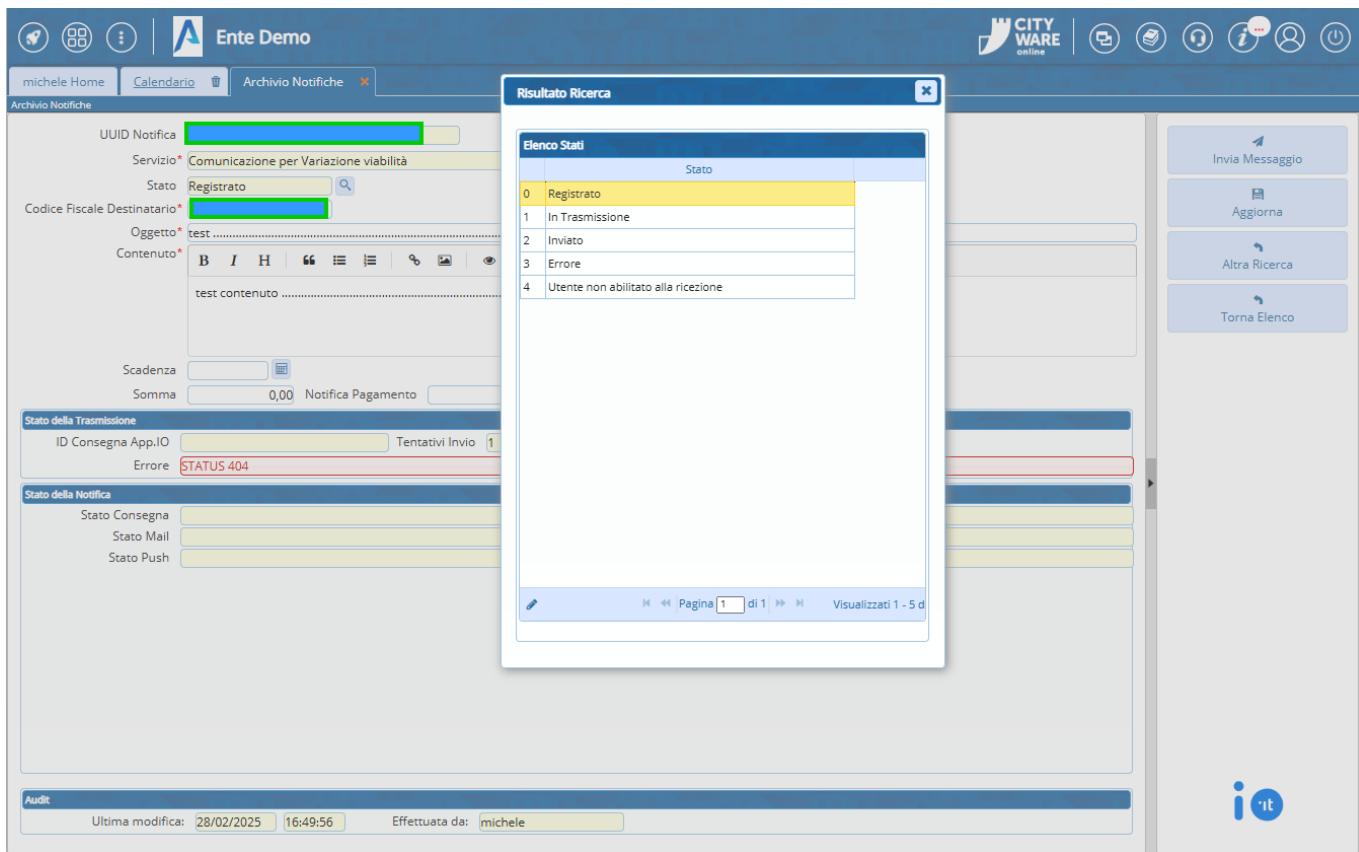 Ente Demo
CITY
WARE
online
michele Home
Calendario
Archivio Notifiche
Archivio Notifiche
UUID Notifica
Servizio* Comunicazione per Variazione viabilità
Stato Registrato
Codice Fiscale Destinatario*
Oggetto* test ................................................................................
Contenuto*
B I H
test contenuto ................................................................................
Scadenza
Somma 0,00 Notifica Pagamento
Stato della Trasmissione
ID Consegna App.IO Tentativi Invio 1
Errore STATUS 404
Stato della Notifica
Stato Consegna
Stato Mail
Stato Push
Audit
Ultima modifica: 28/02/2025 16:49:56 Effettuata da: michele
Risultato Ricerca
Elenco Stati
Stato
0 Registrato
1 In Trasmissione
2 Inviato
3 Errore
4 Utente non abilitato alla ricezione
Pagina 1 di 1 Visualizzati 1 - 5 d
Invia Messaggio
Aggiorna
Altra Ricerca
Torna Elenco
io 'it